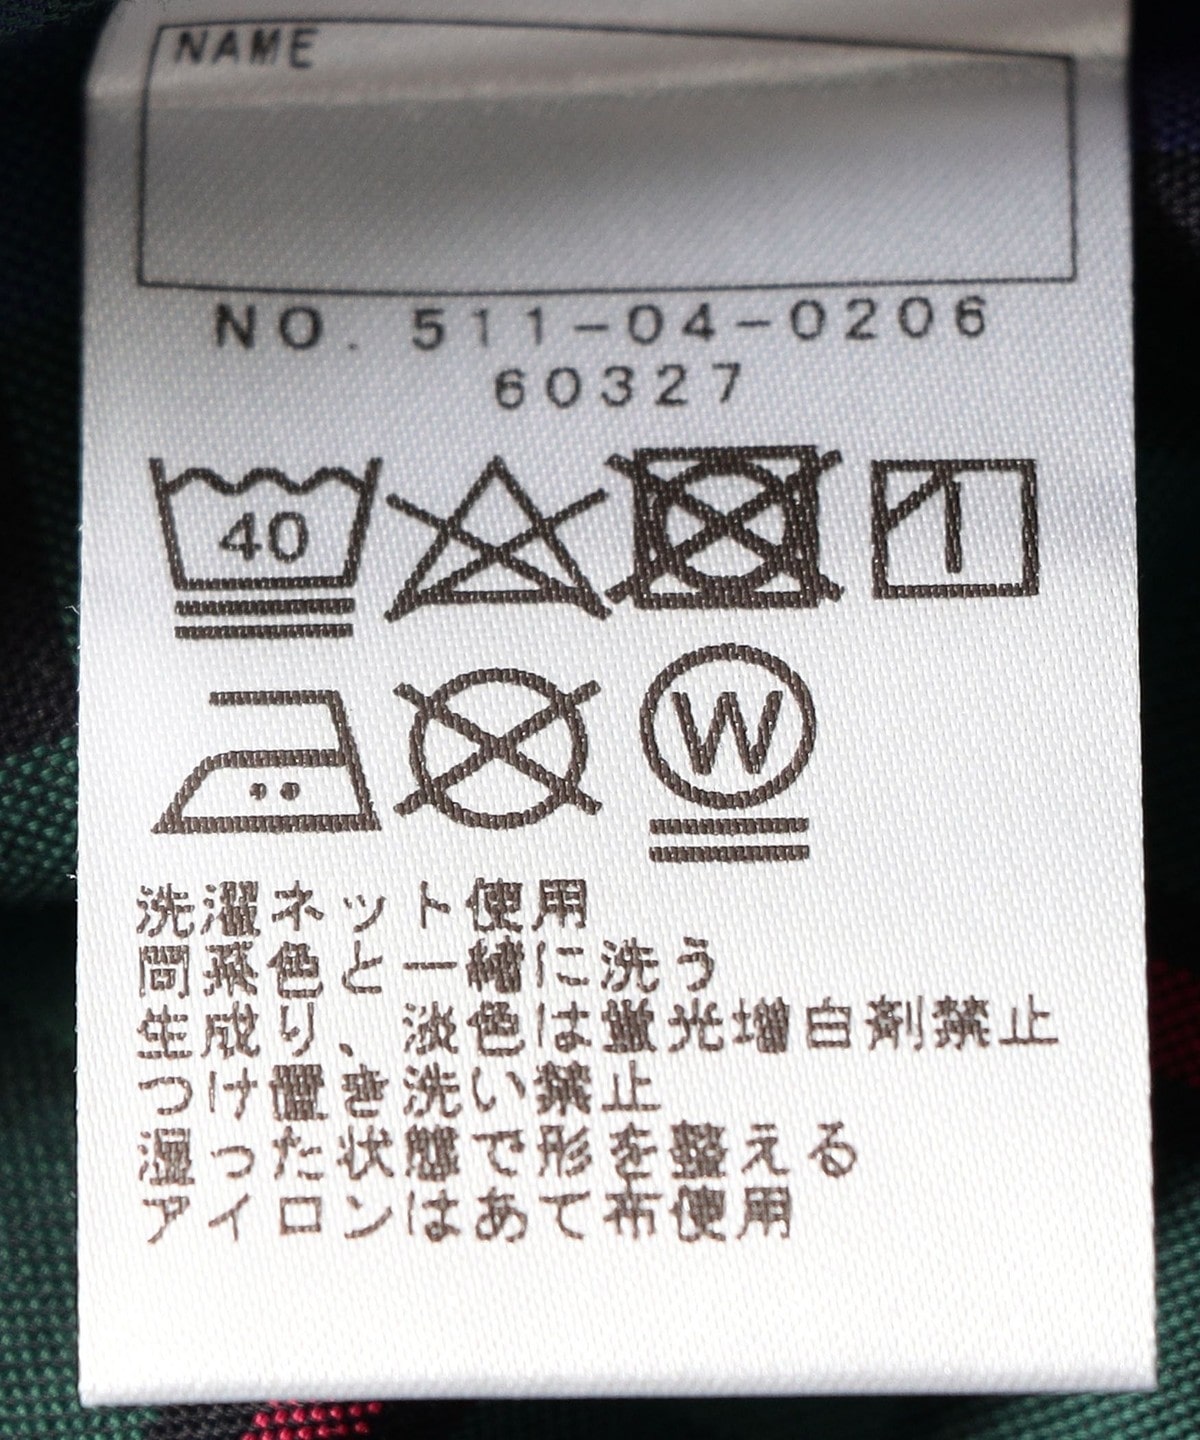 NAME
NO. 511-04-0206
60327
40
W
洗濯ネット使用
同系色と一緒に洗う
生成り、淡色は蛍光増白剤禁止
つけ置き洗い禁止
湿った状態で形を整える
アイロンはあて布使用